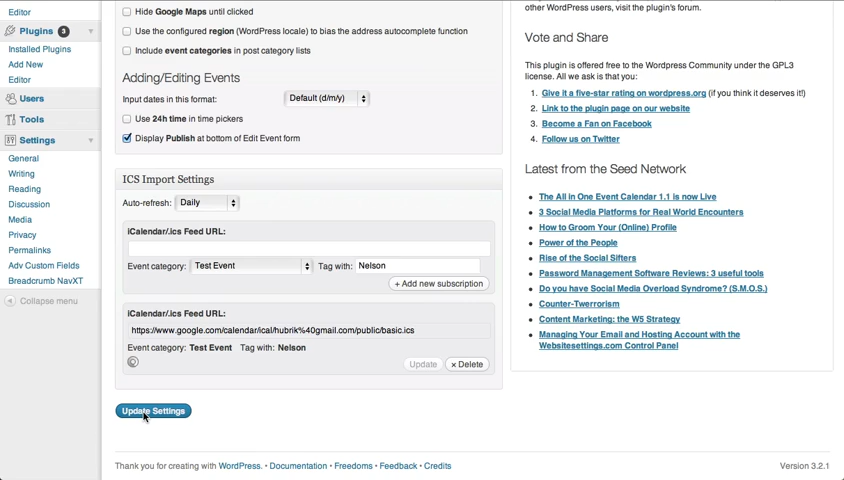 Editor
Plugins 3
Installed Plugins
Add New
Editor
Users
Tools
Settings
General
Writing
Reading
Discussion
Media
Privacy
Permalinks
Adv Custom Fields
Breadcrumb NavXT
Collapse menu
Hide Google Maps until clicked
Use the configured region (WordPress locale) to bias the address autocomplete function
Include event categories in post category lists
Adding/Editing Events
Input dates in this format: Default (d/m/y)
Use 24h time in time pickers
Display Publish at bottom of Edit Event form
ICS Import Settings
Auto-refresh: Daily
iCalendar/.ics Feed URL:
Event category: Test Event Tag with: Nelson
+ Add new subscription
iCalendar/.ics Feed URL:
https://www.google.com/calendar/ical/hubrik%40gmail.com/public/basic.ics
Event category: Test Event Tag with: Nelson
Update × Delete
Update Settings
other WordPress users, visit the plugin's forum.
Vote and Share
This plugin is offered free to the Wordpress Community under the GPL3
license. All we ask is that you:
1. Give it a five-star rating on wordpress.org (if you think it deserves it!)
2. Link to the plugin page on our website
3. Become a Fan on Facebook
4. Follow us on Twitter
Latest from the Seed Network
The All in One Event Calendar 1.1 is now Live
3 Social Media Platforms for Real World Encounters
How to Groom Your (Online) Profile
Power of the People
Rise of the Social Sifters
Password Management Software Reviews: 3 useful tools
Do you have Social Media Overload Syndrome? (S.M.O.S.)
Counter-Twerrorism
Content Marketing: the W5 Strategy
Managing Your Email and Hosting Account with the
Websitesettings.com Control Panel
Thank you for creating with WordPress. • Documentation • Freedoms • Feedback • Credits
Version 3.2.1